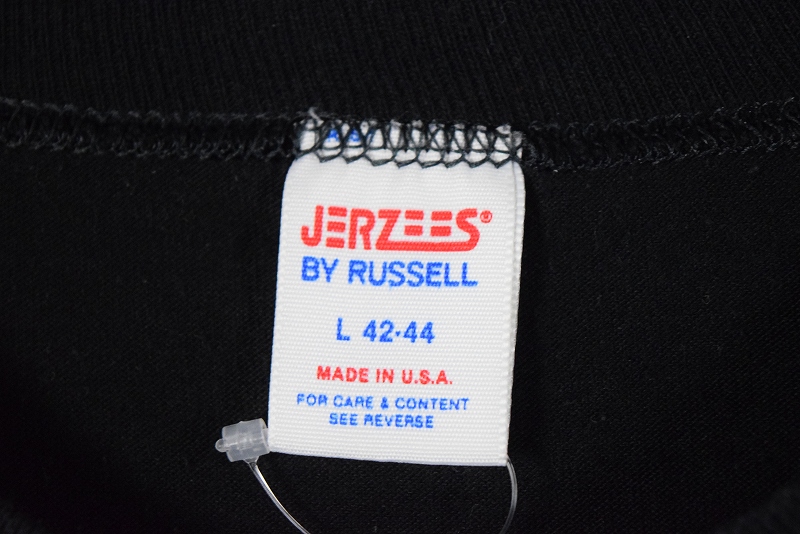 JERZEES®
BY RUSSELL
L 42-44
MADE IN U.S.A.
FOR CARE & CONTENT
SEE REVERSE